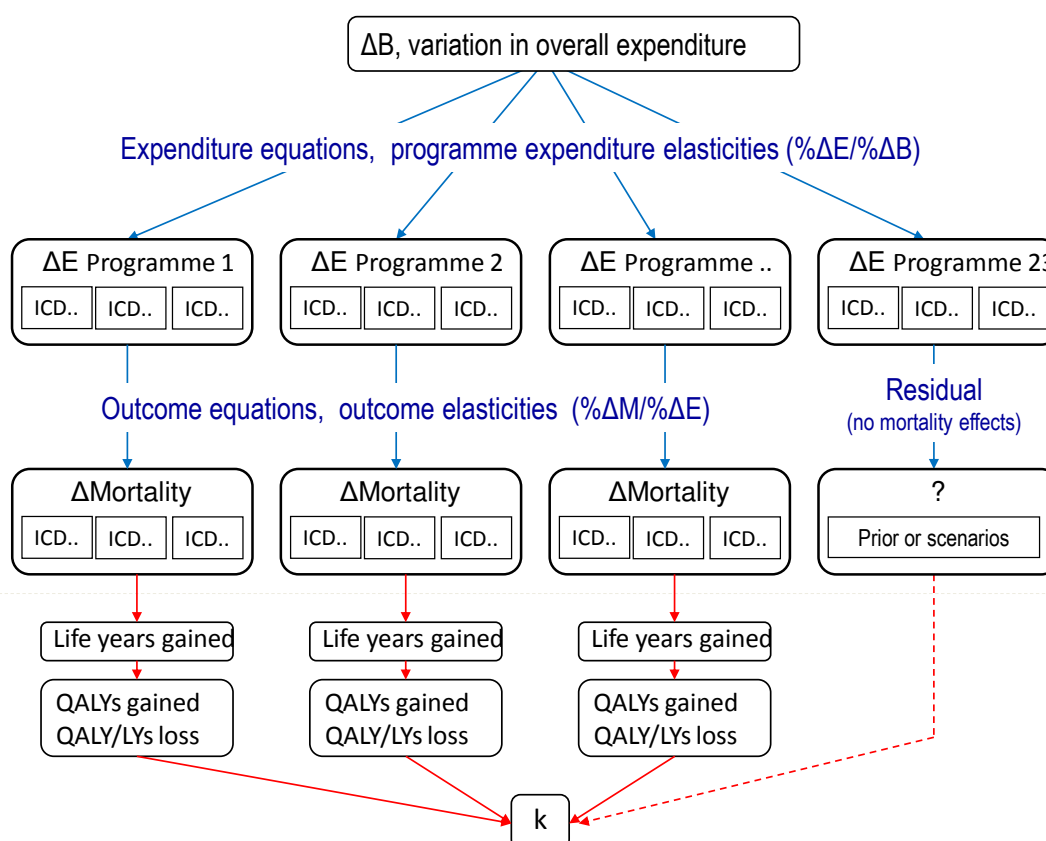 ΔB, variation in overall expenditure
Expenditure equations, programme expenditure elasticities (%ΔE/%ΔB)
ΔE Programme 1
ICD.. ICD.. ICD..
ΔE Programme 2
ICD.. ICD.. ICD..
ΔE Programme ..
ICD.. ICD.. ICD..
ΔE Programme 23
ICD.. ICD.. ICD..
Outcome equations, outcome elasticities (%ΔM/%ΔE)
Residual
(no mortality effects)
ΔMortality
ICD.. ICD.. ICD..
ΔMortality
ICD.. ICD.. ICD..
ΔMortality
ICD.. ICD.. ICD..
?
Prior or scenarios
Life years gained
Life years gained
Life years gained
QALYs gained
QALY/LYs loss
QALYs gained
QALY/LYs loss
QALYs gained
QALY/LYs loss
k